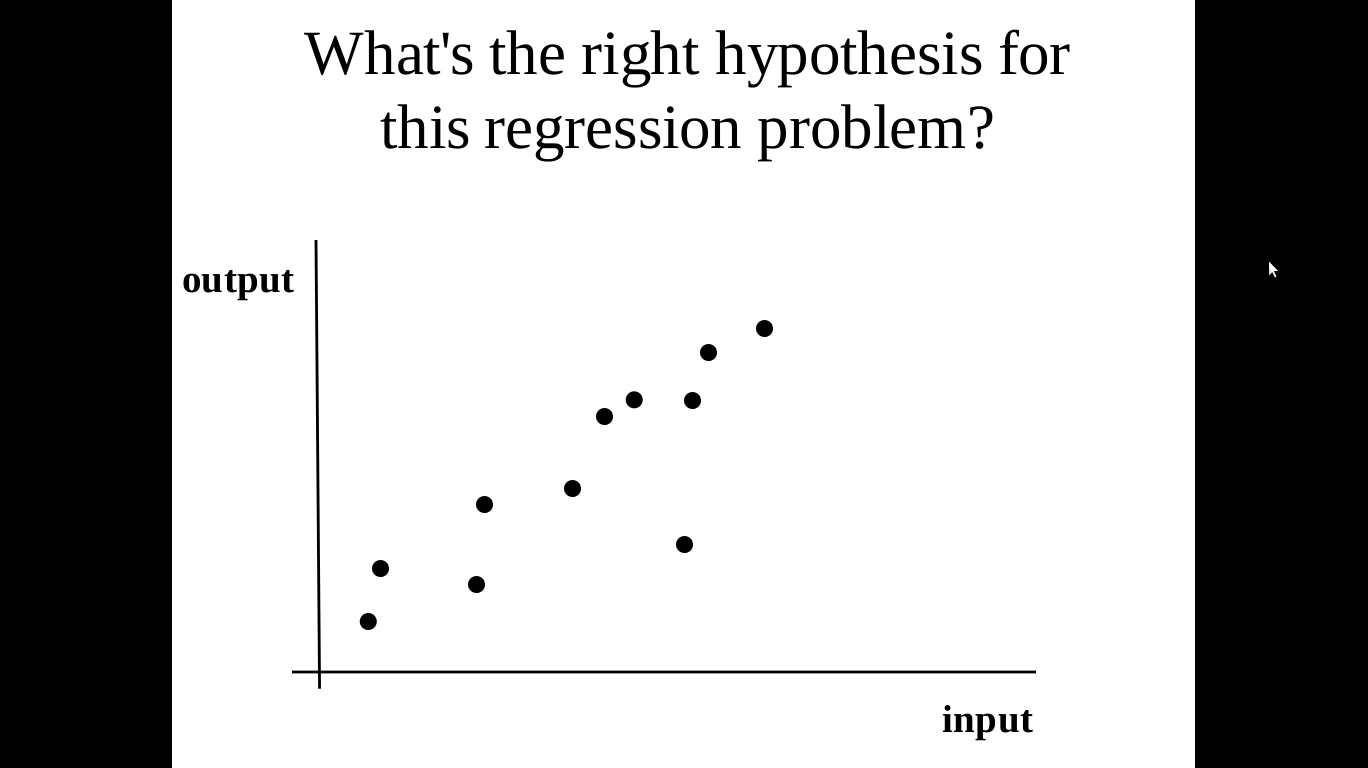 What's the right hypothesis for
this regression problem?
output
input